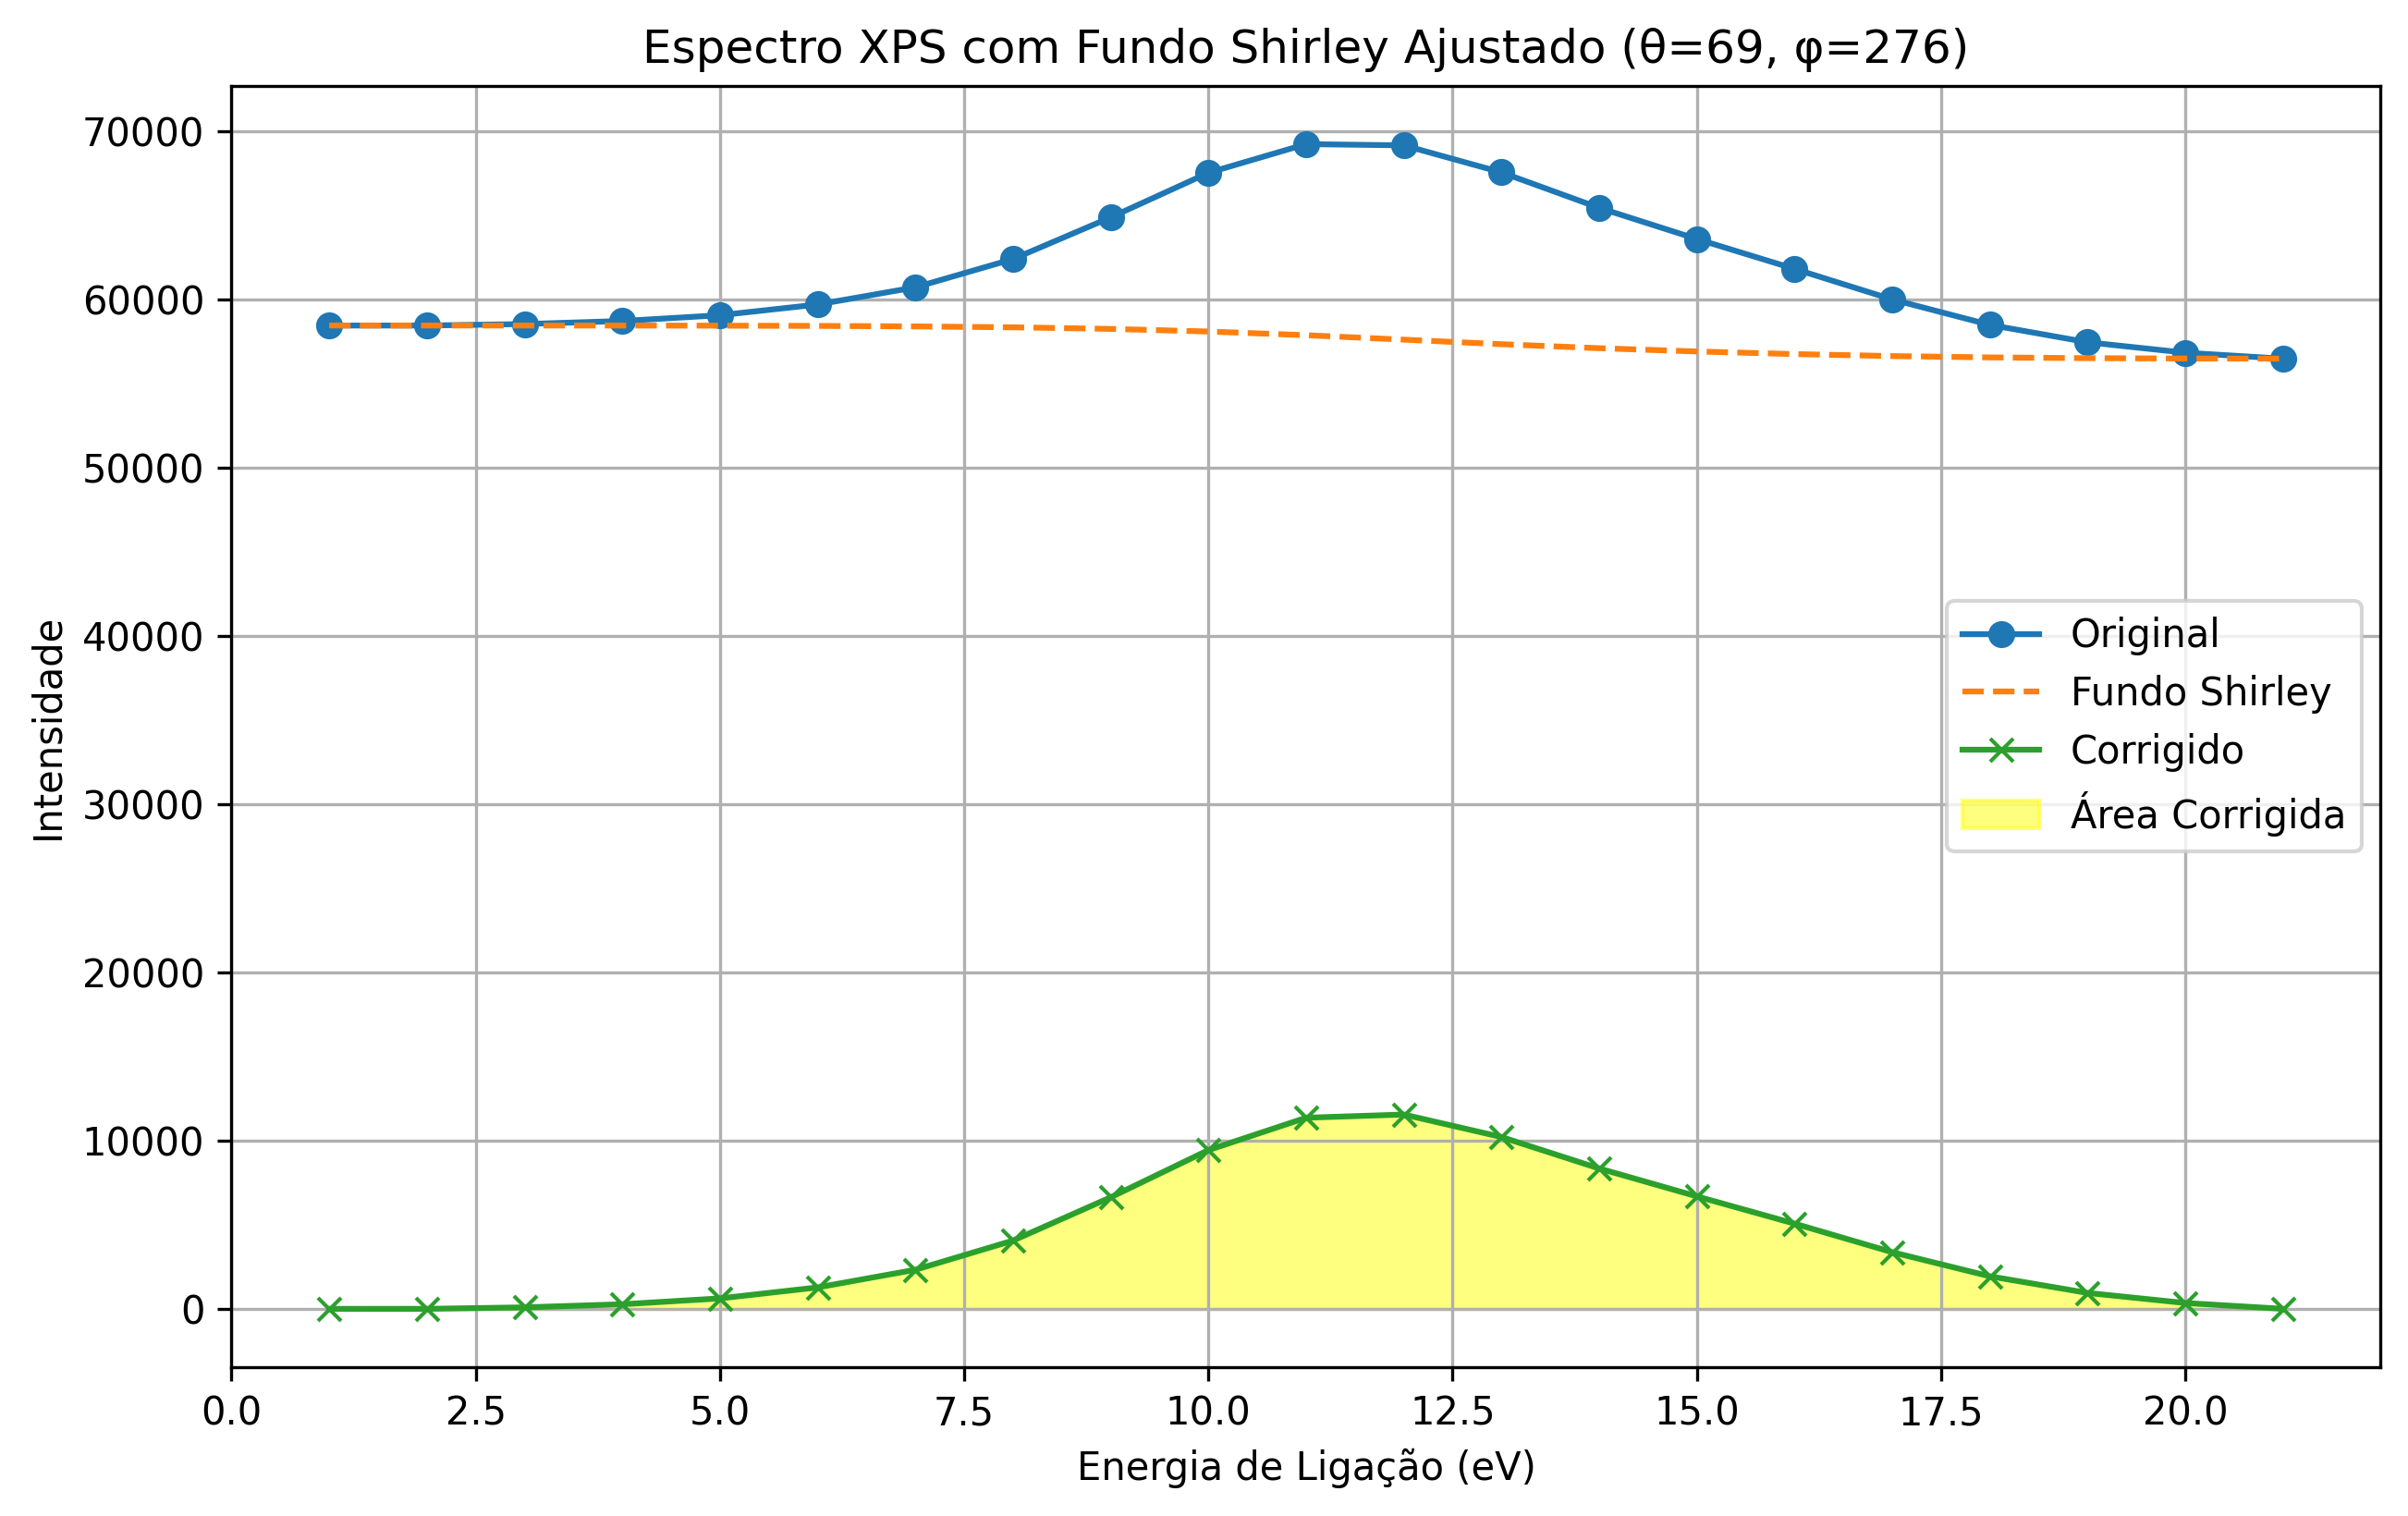 Espectro XPS com Fundo Shirley Ajustado (θ=69, φ=276)
70000
60000
50000
40000
30000
20000
10000
0
Intensidade
Original
Fundo Shirley
Corrigido
Área Corrigida
0.0 2.5 5.0 7.5 10.0 12.5 15.0 17.5 20.0
Energia de Ligação (eV)